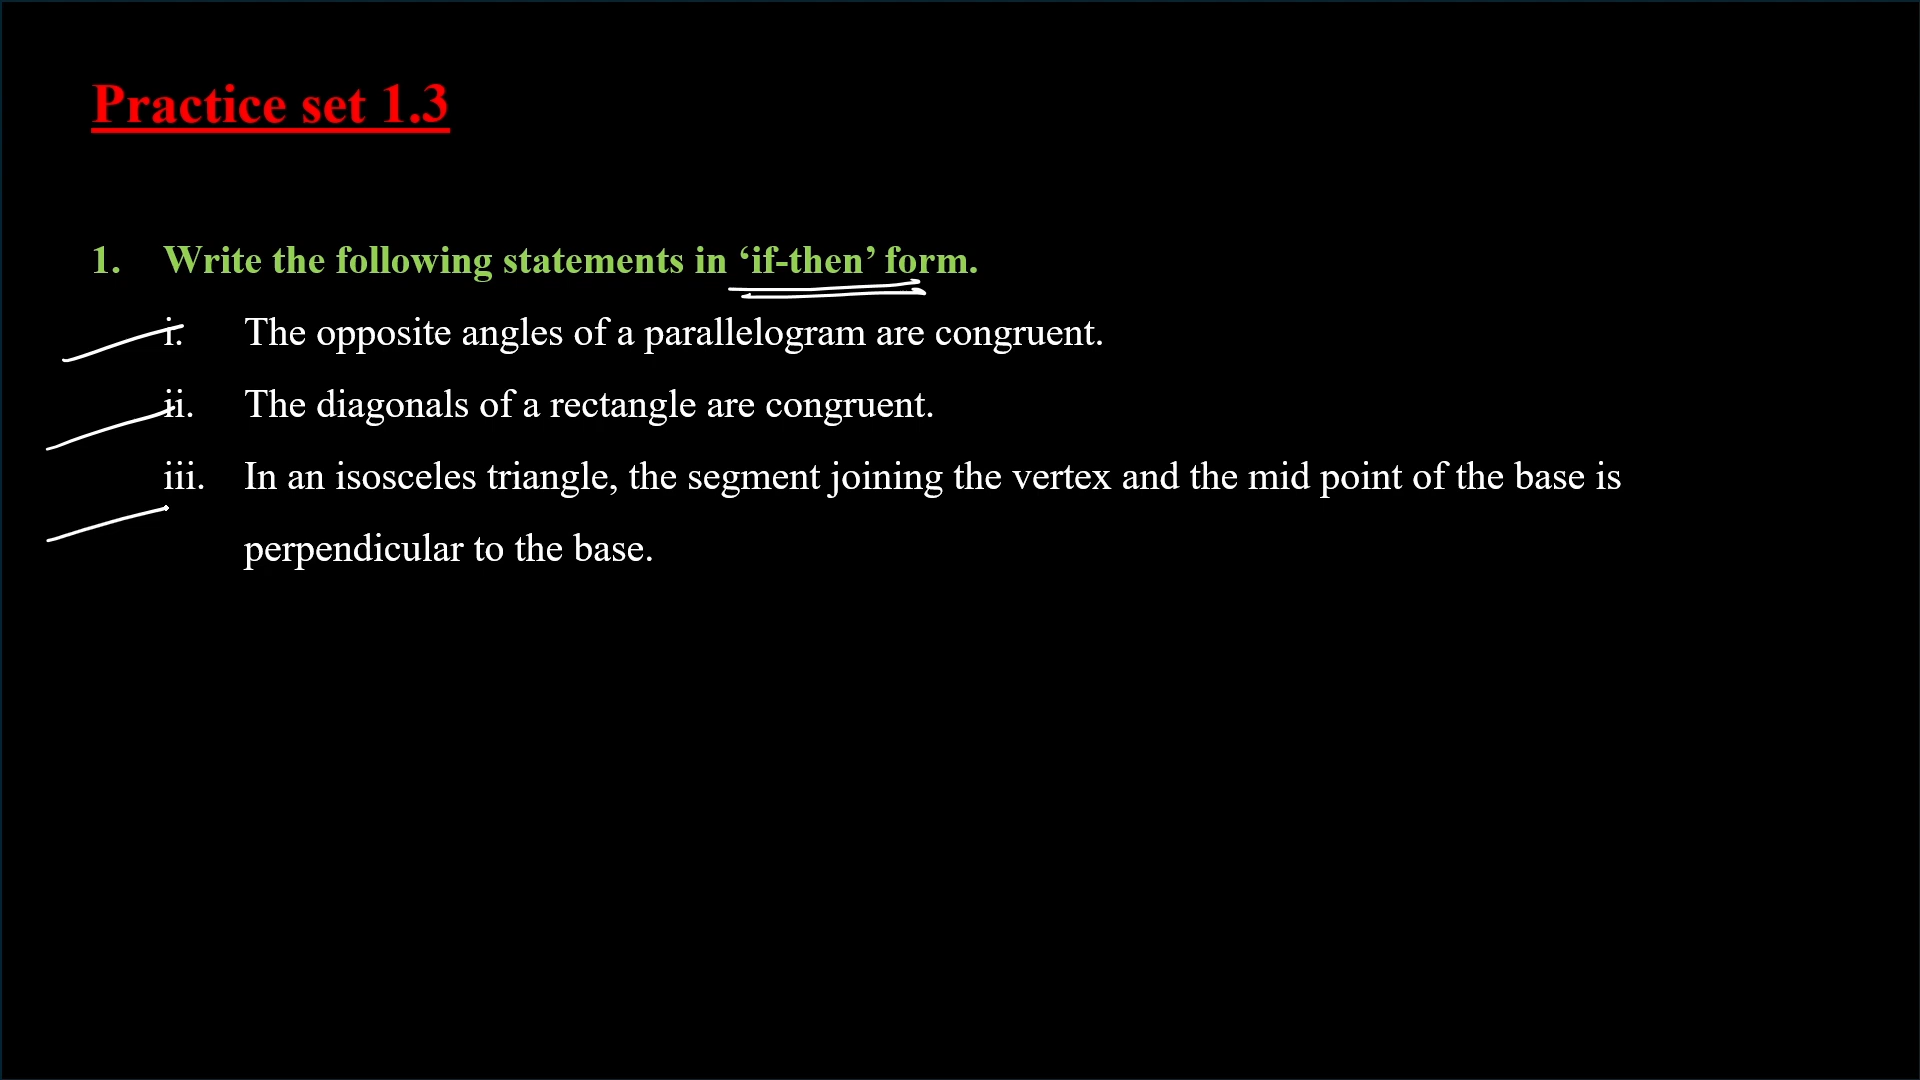 Practice set 1.3
1. Write the following statements in ‘if-then’ form.
i. The opposite angles of a parallelogram are congruent.
ii. The diagonals of a rectangle are congruent.
iii. In an isosceles triangle, the segment joining the vertex and the mid point of the base is
perpendicular to the base.